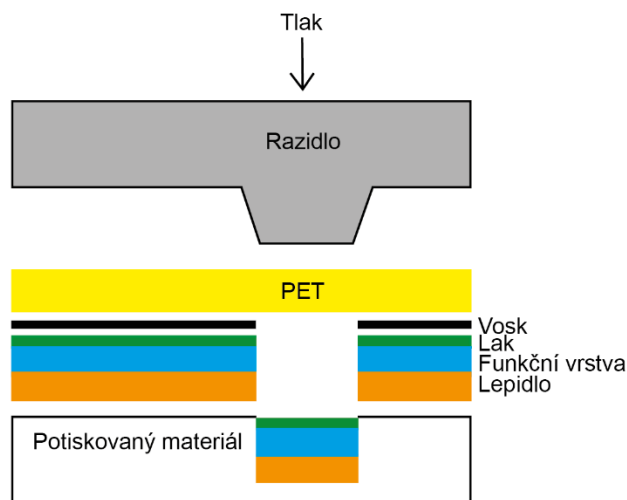 Tlak
Razidlo
PET
Vosk
Lak
Funkční vrstva
Lepidlo
Potiskovaný materiál